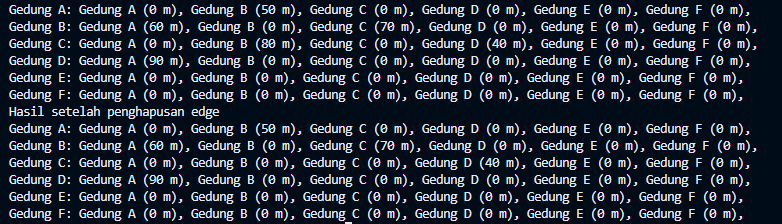 Gedung A: Gedung A (0 m), Gedung B (50 m), Gedung C (0 m), Gedung D (0 m), Gedung E (0 m), Gedung F (0 m),
Gedung B: Gedung A (60 m), Gedung B (0 m), Gedung C (70 m), Gedung D (0 m), Gedung E (0 m), Gedung F (0 m),
Gedung C: Gedung A (0 m), Gedung B (80 m), Gedung C (0 m), Gedung D (40 m), Gedung E (0 m), Gedung F (0 m),
Gedung D: Gedung A (90 m), Gedung B (0 m), Gedung C (0 m), Gedung D (0 m), Gedung E (0 m), Gedung F (0 m),
Gedung E: Gedung A (0 m), Gedung B (0 m), Gedung C (0 m), Gedung D (0 m), Gedung E (0 m), Gedung F (0 m),
Gedung F: Gedung A (0 m), Gedung B (0 m), Gedung C (0 m), Gedung D (0 m), Gedung E (0 m), Gedung F (0 m),
Hasil setelah penghapusan edge
Gedung A: Gedung A (0 m), Gedung B (50 m), Gedung C (0 m), Gedung D (0 m), Gedung E (0 m), Gedung F (0 m),
Gedung B: Gedung A (60 m), Gedung B (0 m), Gedung C (70 m), Gedung D (0 m), Gedung E (0 m), Gedung F (0 m),
Gedung C: Gedung A (0 m), Gedung B (0 m), Gedung C (0 m), Gedung D (40 m), Gedung E (0 m), Gedung F (0 m),
Gedung D: Gedung A (90 m), Gedung B (0 m), Gedung C (0 m), Gedung D (0 m), Gedung E (0 m), Gedung F (0 m),
Gedung E: Gedung A (0 m), Gedung B (0 m), Gedung C (0 m), Gedung D (0 m), Gedung E (0 m), Gedung F (0 m),
Gedung F: Gedung A (0 m), Gedung B (0 m), Gedung C (0 m), Gedung D (0 m), Gedung E (0 m), Gedung F (0 m),